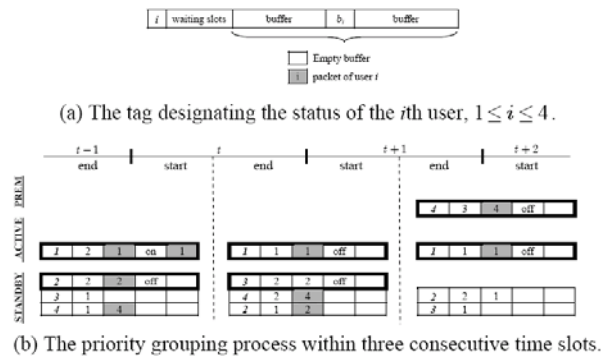 i waiting slots buffer b_i buffer
Empty buffer
i packet of user i
(a) The tag designating the status of the ith user, 1 ≤ i ≤ 4 .
t−1 t t+1 t+2
end start end start end start
PREM
4 3 4 off
ACTIVE
1 2 1 on 1 1 1 1 off 1 1 1 off
STANDBY
2 2 2 off 3 2 2 off
3 1 4 2 4 2 2 1
4 1 4 2 1 2 3 1
(b) The priority grouping process within three consecutive time slots.